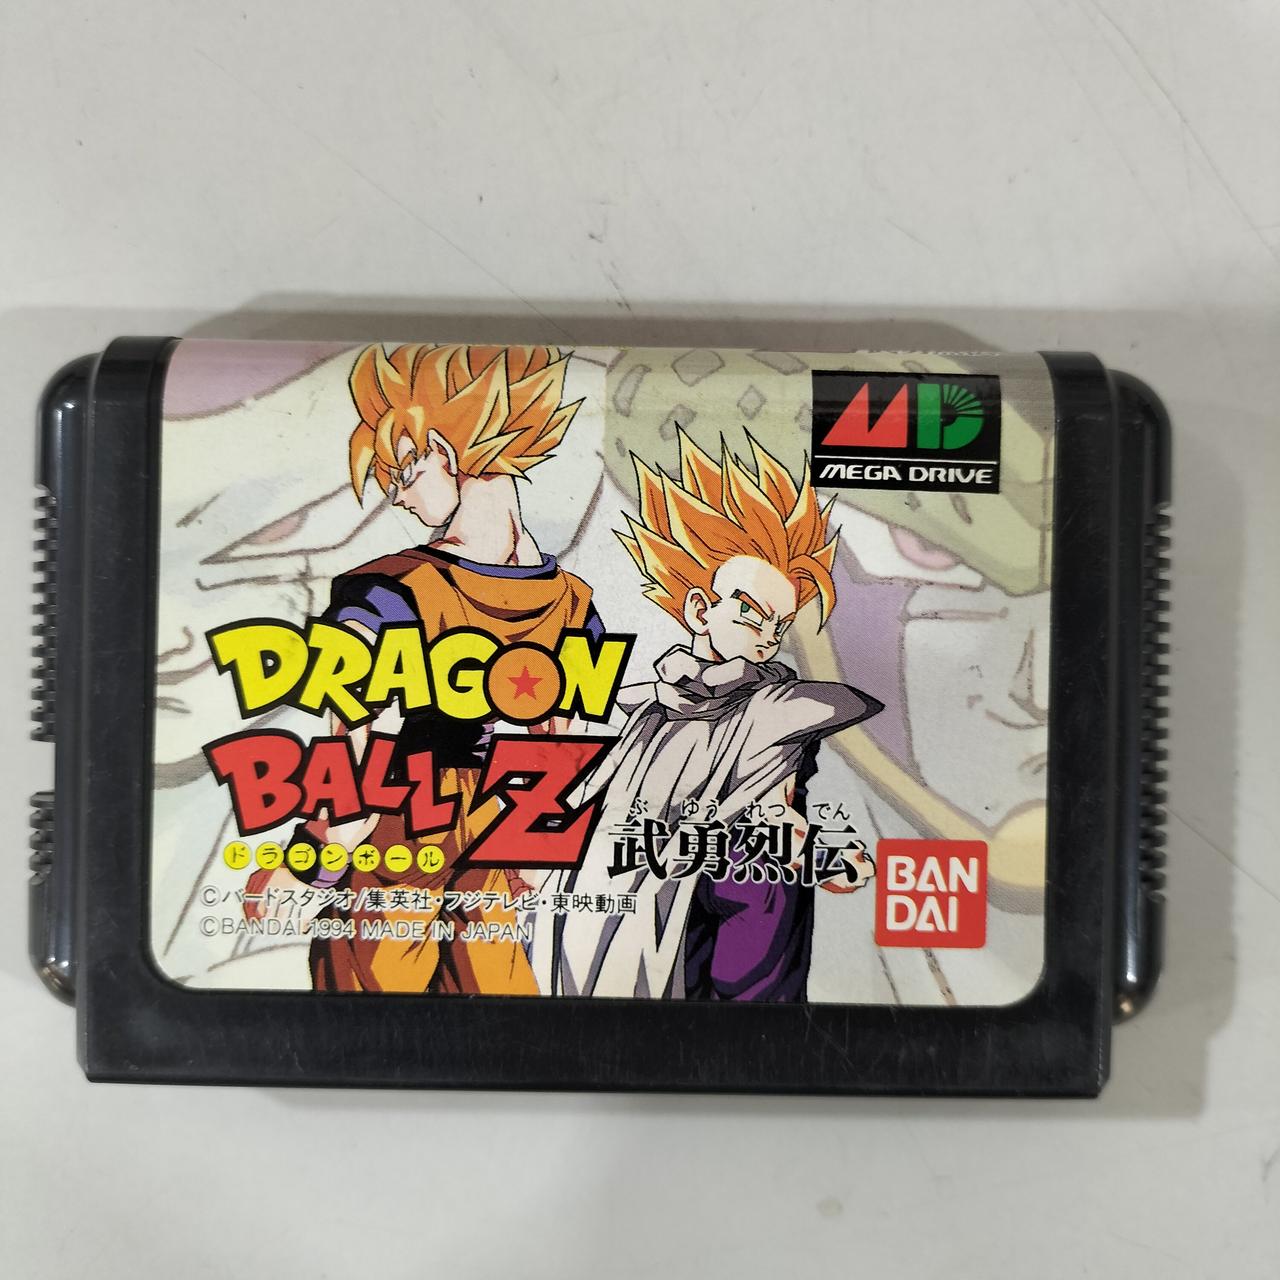 MD
MEGA DRIVE
DRAGON
BALL Z
ドラゴンボール
ぶゆうれつでん
武勇烈伝
BAN
DAI
©バードスタジオ/集英社・フジテレビ・東映動画
©BANDAI 1994 MADE IN JAPAN